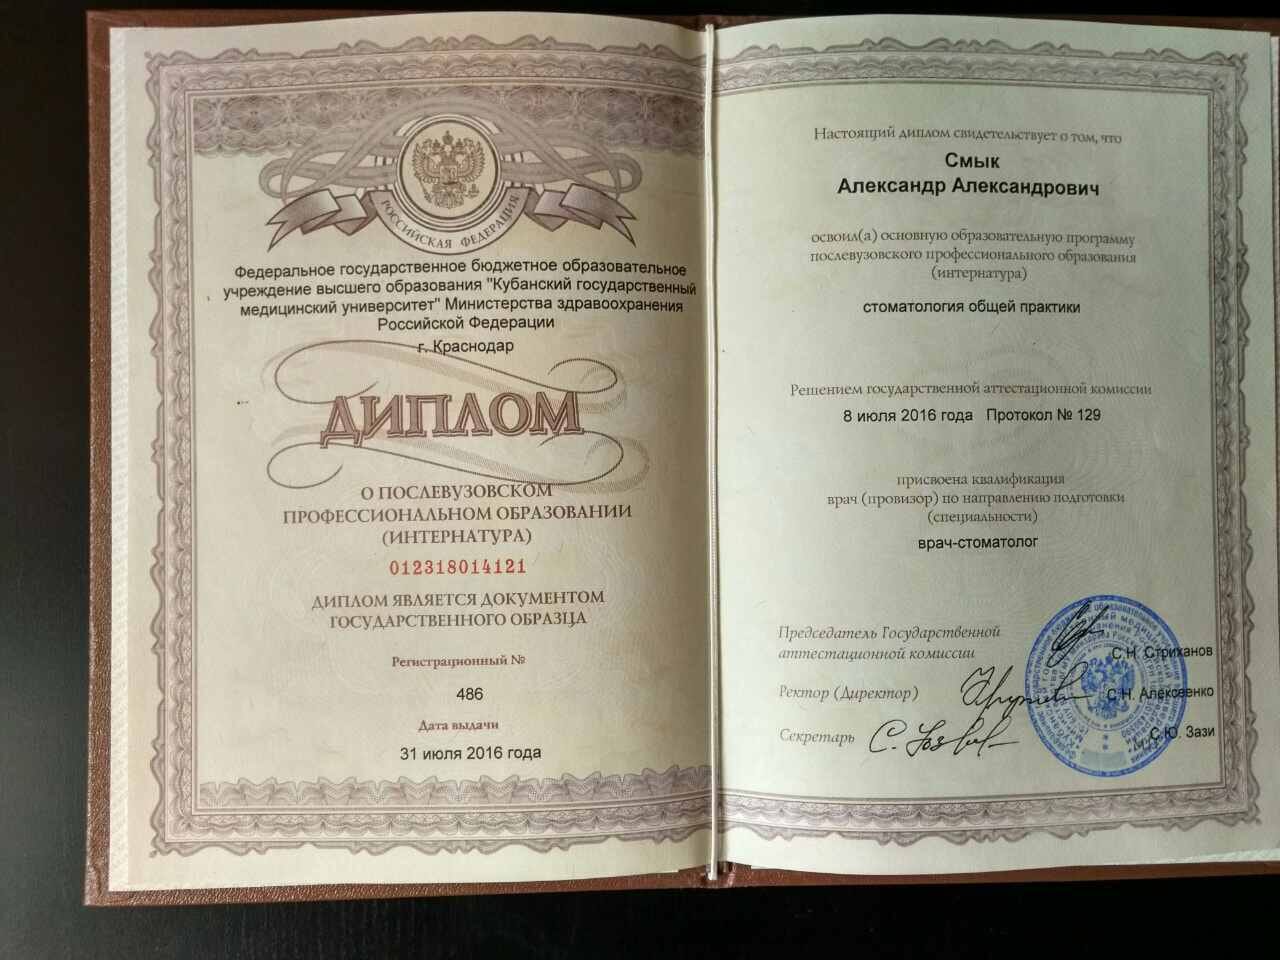 РОССИЙСКАЯ ФЕДЕРАЦИЯ
Федеральное государственное бюджетное образовательное
учреждение высшего образования "Кубанский государственный
медицинский университет" Министерства здравоохранения
Российской Федерации
г. Краснодар
ДИПЛОМ
О ПОСЛЕВУЗОВСКОМ
ПРОФЕССИОНАЛЬНОМ ОБРАЗОВАНИИ
(ИНТЕРНАТУРА)
012318014121
ДИПЛОМ ЯВЛЯЕТСЯ ДОКУМЕНТОМ
ГОСУДАРСТВЕННОГО ОБРАЗЦА
Регистрационный №
486
Дата выдачи
31 июля 2016 года
Настоящий диплом свидетельствует о том, что
Смык
Александр Александрович
освоил(а) основную образовательную программу
послевузовского профессионального образования
(интернатура)
стоматология общей практики
Решением государственной аттестационной комиссии
8 июля 2016 года Протокол № 129
присвоена квалификация
врач (провизор) по направлению подготовки
(специальности)
врач-стоматолог
Председатель Государственной
аттестационной комиссии
С.Н. Стриханов
Ректор (Директор)
С.Н. Алексеенко
Секретарь
С.Ю. Зази
М.П.